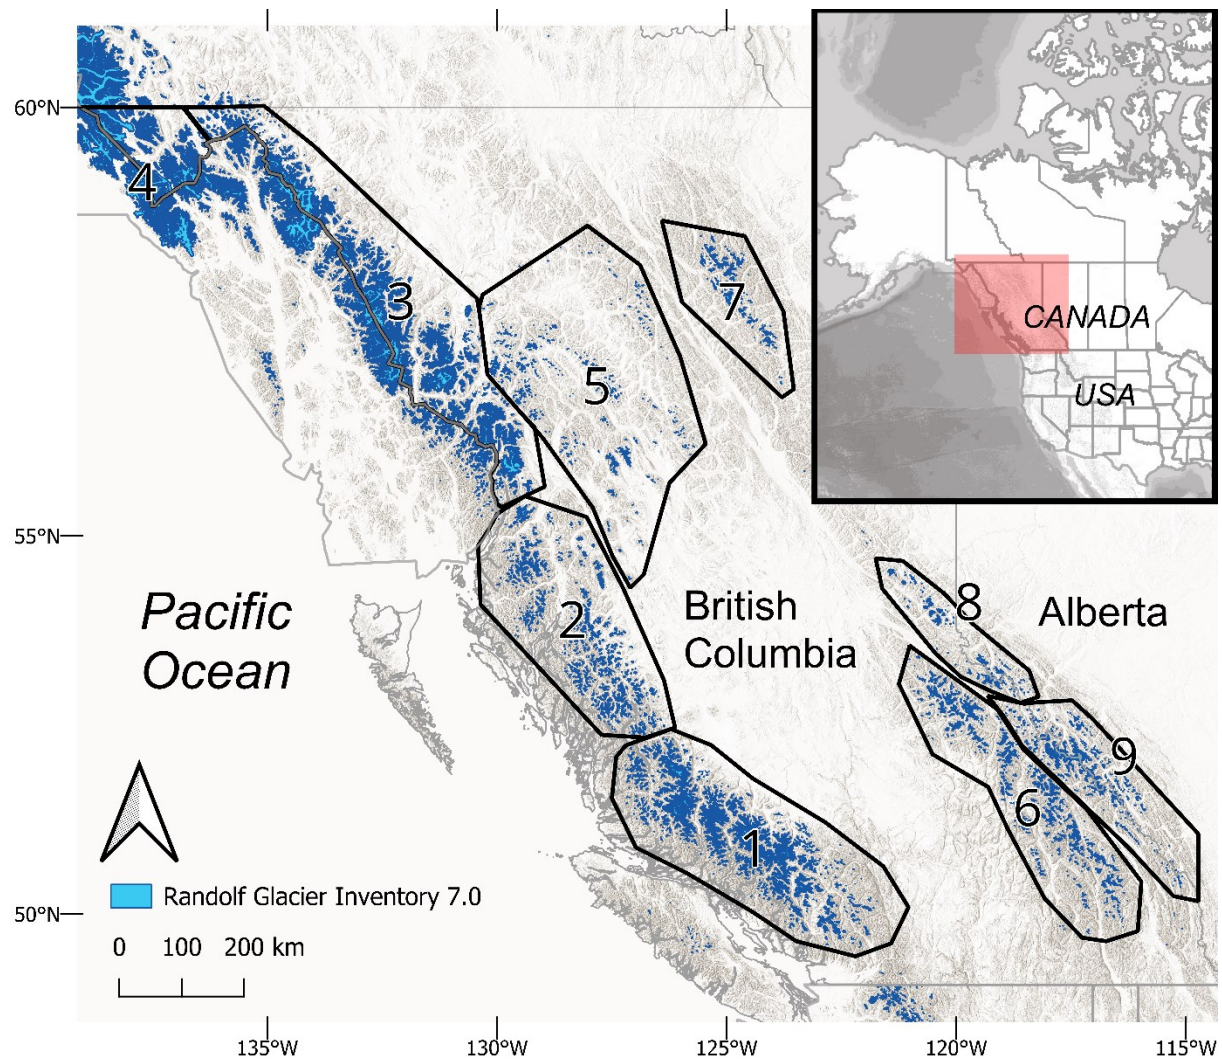 60°N
4
3
7
5
CANADA
USA
55°N
Pacific
Ocean
2
British
Columbia
8
Alberta
9
6
1
Randolf Glacier Inventory 7.0
0 100 200 km
50°N
135°W 130°W 125°W 120°W 115°W